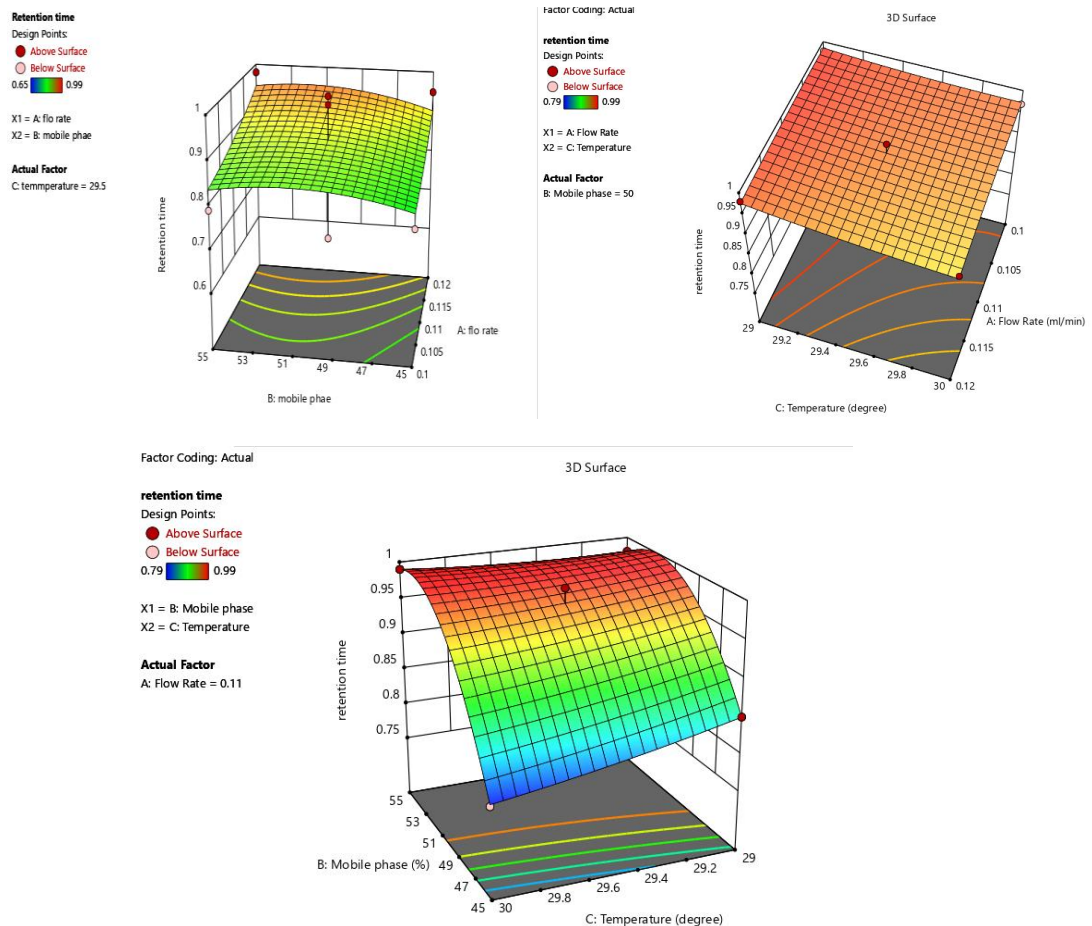 Retention time
Design Points:
Above Surface
Below Surface
0.65 0.99
X1 = A: flo rate
X2 = B: mobile phae
Actual Factor
C: temmperature = 29.5
1
0.9
0.8
0.7
0.6
Retention time
55 53 51 49 47 45
0.1
0.105
0.11
0.115
0.12
A: flo rate
B: mobile phae
Factor Coding: Actual
3D Surface
retention time
Design Points:
Above Surface
Below Surface
0.79 0.99
X1 = A: Flow Rate
X2 = C: Temperature
Actual Factor
B: Mobile phase = 50
1
0.95
0.9
0.85
0.8
0.75
retention time
29 29.2 29.4 29.6 29.8 30
0.1
0.105
0.11
0.115
0.12
A: Flow Rate (ml/min)
C: Temperature (degree)
Factor Coding: Actual
3D Surface
retention time
Design Points:
Above Surface
Below Surface
0.79 0.99
X1 = B: Mobile phase
X2 = C: Temperature
Actual Factor
A: Flow Rate = 0.11
1
0.95
0.9
0.85
0.8
0.75
retention time
55
53
51
49
47
45
B: Mobile phase (%)
30 29.8 29.6 29.4 29.2 29
C: Temperature (degree)